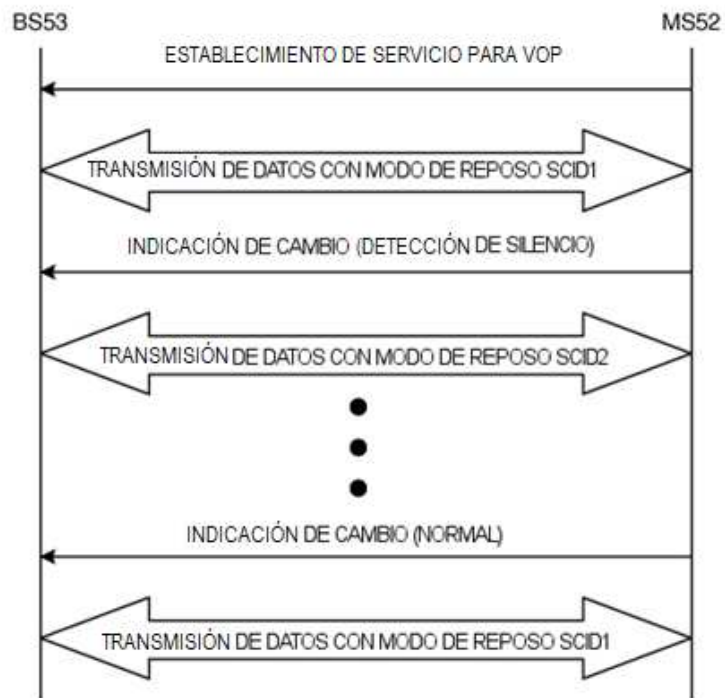 BS53
MS52
ESTABLECIMIENTO DE SERVICIO PARA VOP
TRANSMISIÓN DE DATOS CON MODO DE REPOSO SCID1
INDICACIÓN DE CAMBIO (DETECCIÓN DE SILENCIO)
TRANSMISIÓN DE DATOS CON MODO DE REPOSO SCID2
INDICACIÓN DE CAMBIO (NORMAL)
TRANSMISIÓN DE DATOS CON MODO DE REPOSO SCID1